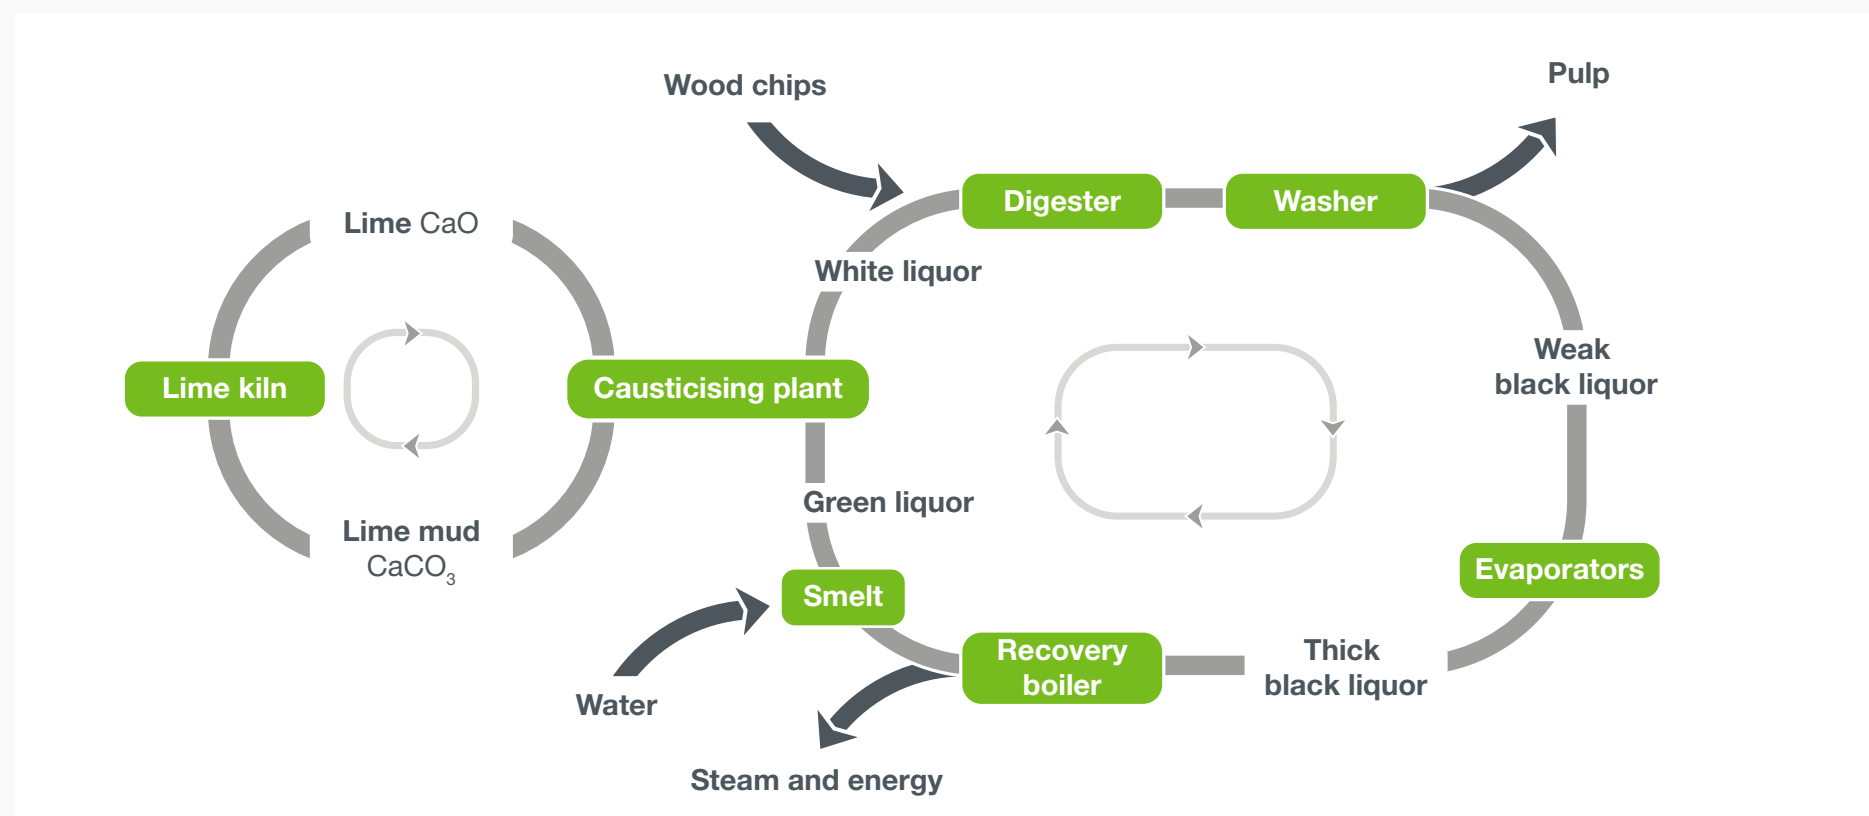 Wood chips
Pulp
Digester
Washer
Lime CaO
White liquor
Weak
black liquor
Lime kiln
Causticising plant
Green liquor
Lime mud
CaCO₃
Evaporators
Smelt
Recovery
boiler
Thick
black liquor
Water
Steam and energy